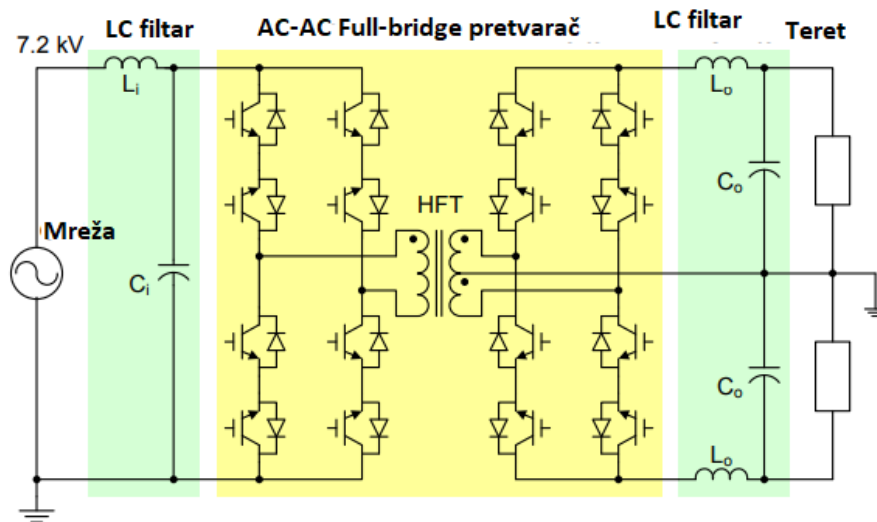 LC filtar
AC-AC Full-bridge pretvarač
LC filtar
Teret
7.2 kV
Li
Lo
Co
HFT
Mreža
Ci
Co
Lo